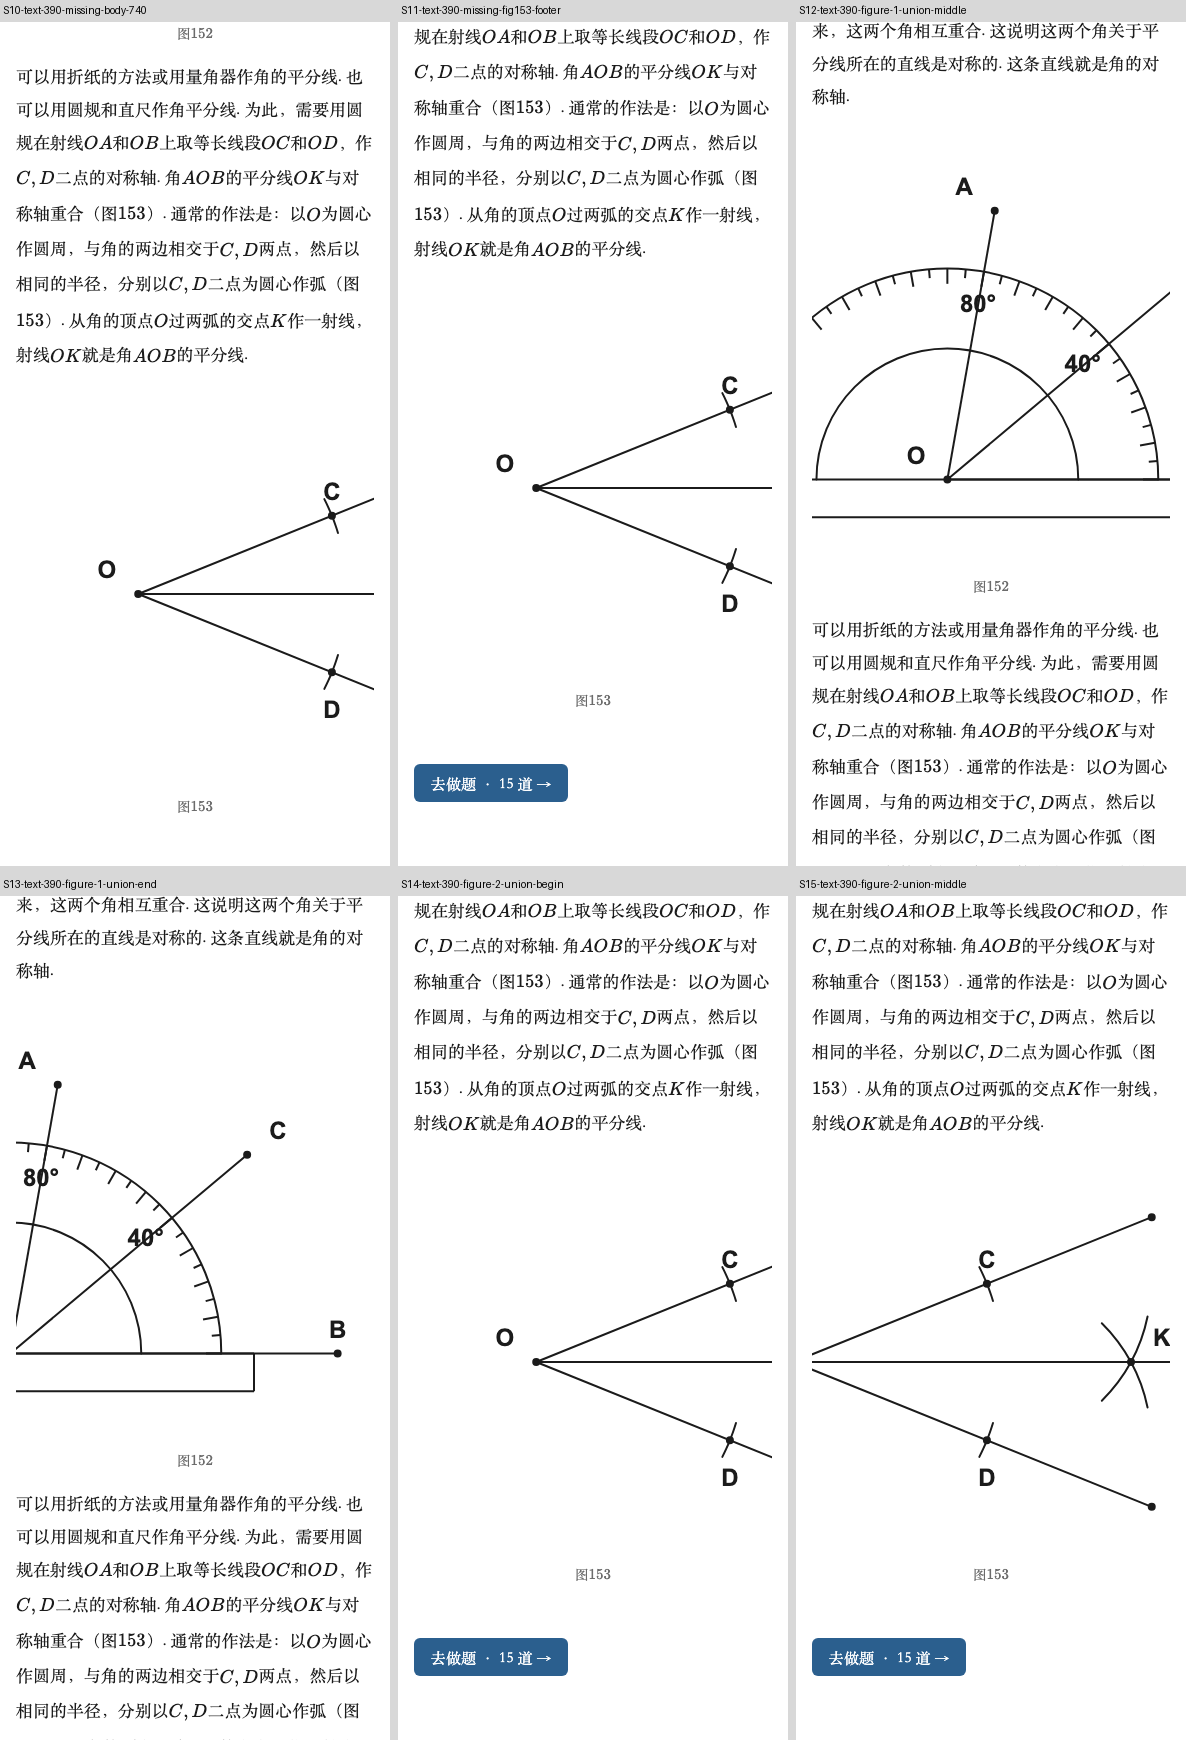 S10-text-390-missing-body-740
图152
可以用折纸的方法或用量角器作角的平分线. 也
可以用圆规和直尺作角平分线. 为此，需要用圆
规在射线OA和OB上取等长线段OC和OD，作
C, D二点的对称轴. 角AOB的平分线OK与对
称轴重合（图153）. 通常的作法是：以O为圆心
作圆周，与角的两边相交于C, D两点，然后以
相同的半径，分别以C, D二点为圆心作弧（图
153）. 从角的顶点O过两弧的交点K作一射线，
射线OK就是角AOB的平分线.
C
O
D
图153
S11-text-390-missing-fig153-footer
规在射线OA和OB上取等长线段OC和OD，作
C, D二点的对称轴. 角AOB的平分线OK与对
称轴重合（图153）. 通常的作法是：以O为圆心
作圆周，与角的两边相交于C, D两点，然后以
相同的半径，分别以C, D二点为圆心作弧（图
153）. 从角的顶点O过两弧的交点K作一射线，
射线OK就是角AOB的平分线.
C
O
D
图153
去做题 · 15 道 →
S12-text-390-figure-1-union-middle
来，这两个角相互重合. 这说明这两个角关于平
分线所在的直线是对称的. 这条直线就是角的对
称轴.
A
80°
40°
O
图152
可以用折纸的方法或用量角器作角的平分线. 也
可以用圆规和直尺作角平分线. 为此，需要用圆
规在射线OA和OB上取等长线段OC和OD，作
C, D二点的对称轴. 角AOB的平分线OK与对
称轴重合（图153）. 通常的作法是：以O为圆心
作圆周，与角的两边相交于C, D两点，然后以
相同的半径，分别以C, D二点为圆心作弧（图
S13-text-390-figure-1-union-end
来，这两个角相互重合. 这说明这两个角关于平
分线所在的直线是对称的. 这条直线就是角的对
称轴.
A
C
80°
40°
B
图152
可以用折纸的方法或用量角器作角的平分线. 也
可以用圆规和直尺作角平分线. 为此，需要用圆
规在射线OA和OB上取等长线段OC和OD，作
C, D二点的对称轴. 角AOB的平分线OK与对
称轴重合（图153）. 通常的作法是：以O为圆心
作圆周，与角的两边相交于C, D两点，然后以
相同的半径，分别以C, D二点为圆心作弧（图
S14-text-390-figure-2-union-begin
规在射线OA和OB上取等长线段OC和OD，作
C, D二点的对称轴. 角AOB的平分线OK与对
称轴重合（图153）. 通常的作法是：以O为圆心
作圆周，与角的两边相交于C, D两点，然后以
相同的半径，分别以C, D二点为圆心作弧（图
153）. 从角的顶点O过两弧的交点K作一射线，
射线OK就是角AOB的平分线.
C
O
D
图153
去做题 · 15 道 →
S15-text-390-figure-2-union-middle
规在射线OA和OB上取等长线段OC和OD，作
C, D二点的对称轴. 角AOB的平分线OK与对
称轴重合（图153）. 通常的作法是：以O为圆心
作圆周，与角的两边相交于C, D两点，然后以
相同的半径，分别以C, D二点为圆心作弧（图
153）. 从角的顶点O过两弧的交点K作一射线，
射线OK就是角AOB的平分线.
C
K
D
图153
去做题 · 15 道 →